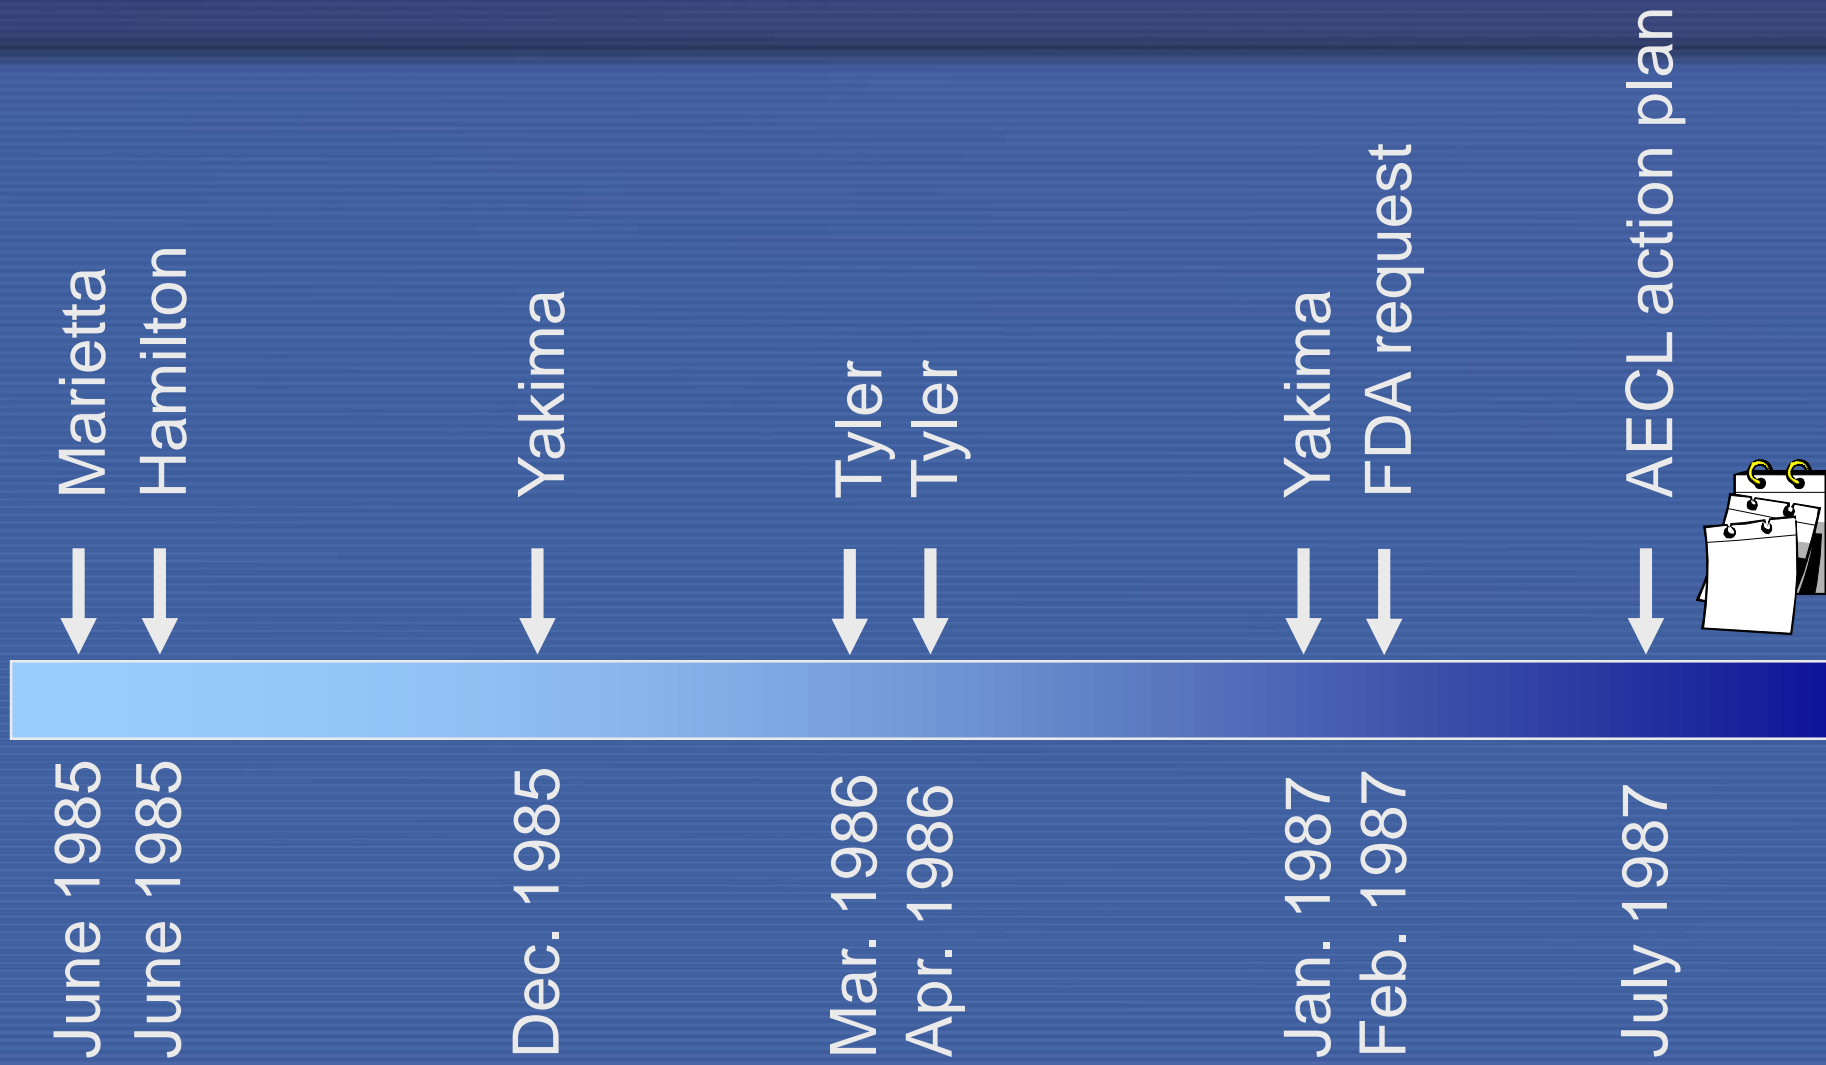 Marietta
Hamilton
Yakima
Tyler
Tyler
Yakima
FDA request
AECL action plan
June 1985
June 1985
Dec. 1985
Mar. 1986
Apr. 1986
Jan. 1987
Feb. 1987
July 1987